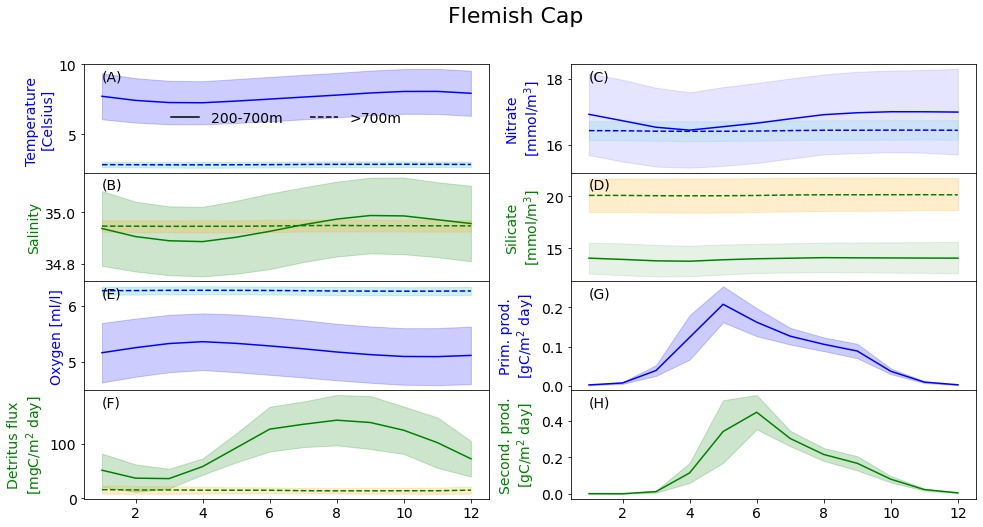 Flemish Cap
(A)
Temperature
[Celsius]
10
5
200-700m
>700m
(B)
Salinity
35.0
34.8
(E)
Oxygen [ml/l]
6
5
(F)
Detritus flux
[mgC/m² day]
100
0
2 4 6 8 10 12
(C)
Nitrate
[mmol/m³]
18
16
(D)
Silicate
[mmol/m³]
20
15
(G)
Prim. prod.
[gC/m² day]
0.2
0.1
0.0
(H)
Second. prod.
[gC/m² day]
0.4
0.2
0.0
2 4 6 8 10 12